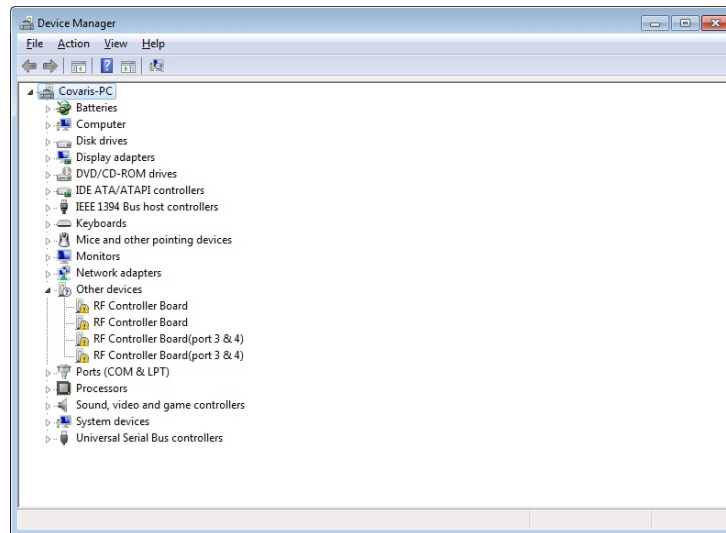 Device Manager
File Action View Help
Covaris-PC
Batteries
Computer
Disk drives
Display adapters
DVD/CD-ROM drives
IDE ATA/ATAPI controllers
IEEE 1394 Bus host controllers
Keyboards
Mice and other pointing devices
Monitors
Network adapters
Other devices
RF Controller Board
RF Controller Board
RF Controller Board(port 3 & 4)
RF Controller Board(port 3 & 4)
Ports (COM & LPT)
Processors
Sound, video and game controllers
System devices
Universal Serial Bus controllers